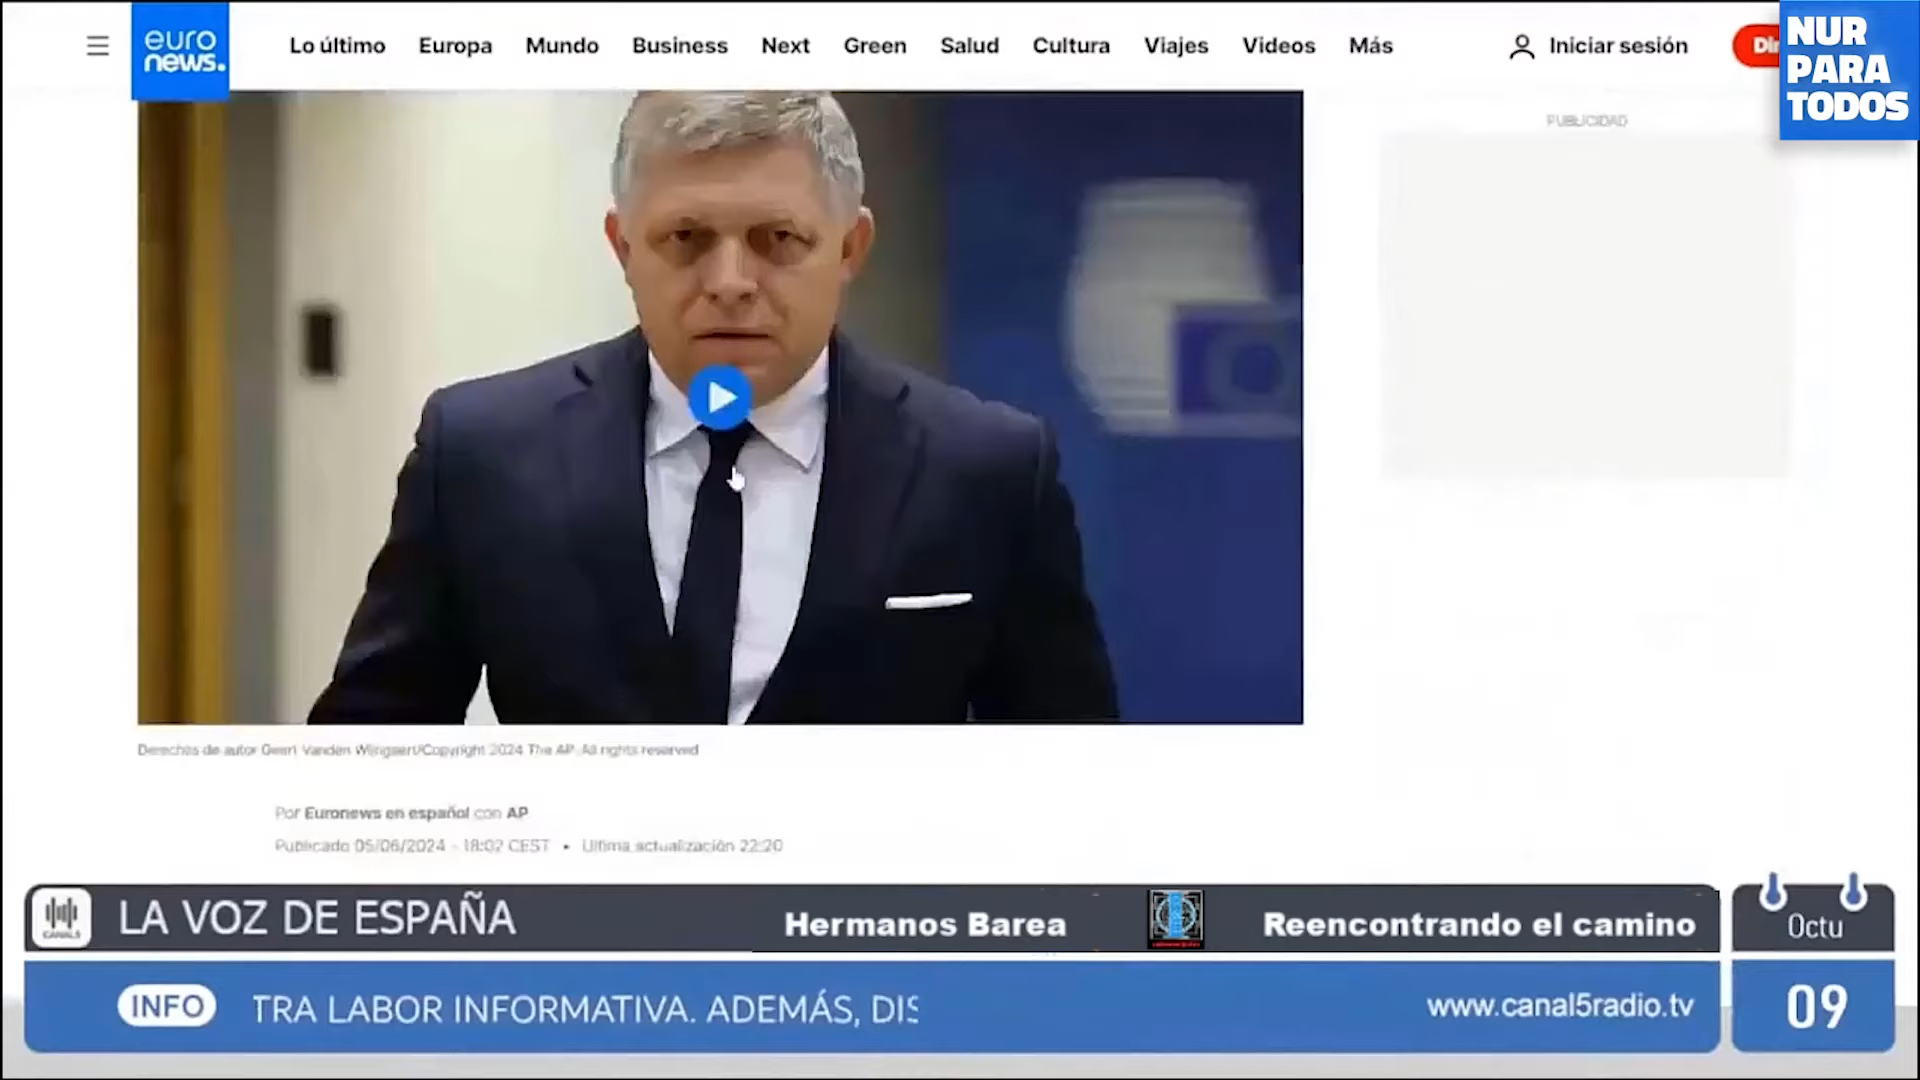 euro
news.
Lo último Europa Mundo Business Next Green Salud Cultura Viajes Videos Más
Iniciar sesión
NUR
PARA
TODOS
PUBLICIDAD
Derechos de autor Geert Vanden Wijngaert/Copyright 2024 The AP. All rights reserved
Por Euronews en español con AP
Publicado 05/06/2024 - 18:02 CEST • Ultima actualización 22:20
CANAL5
LA VOZ DE ESPAÑA
Hermanos Barea
Reencontrando el camino
Octu
09
INFO
TRA LABOR INFORMATIVA. ADEMÁS, DIS
www.canal5radio.tv